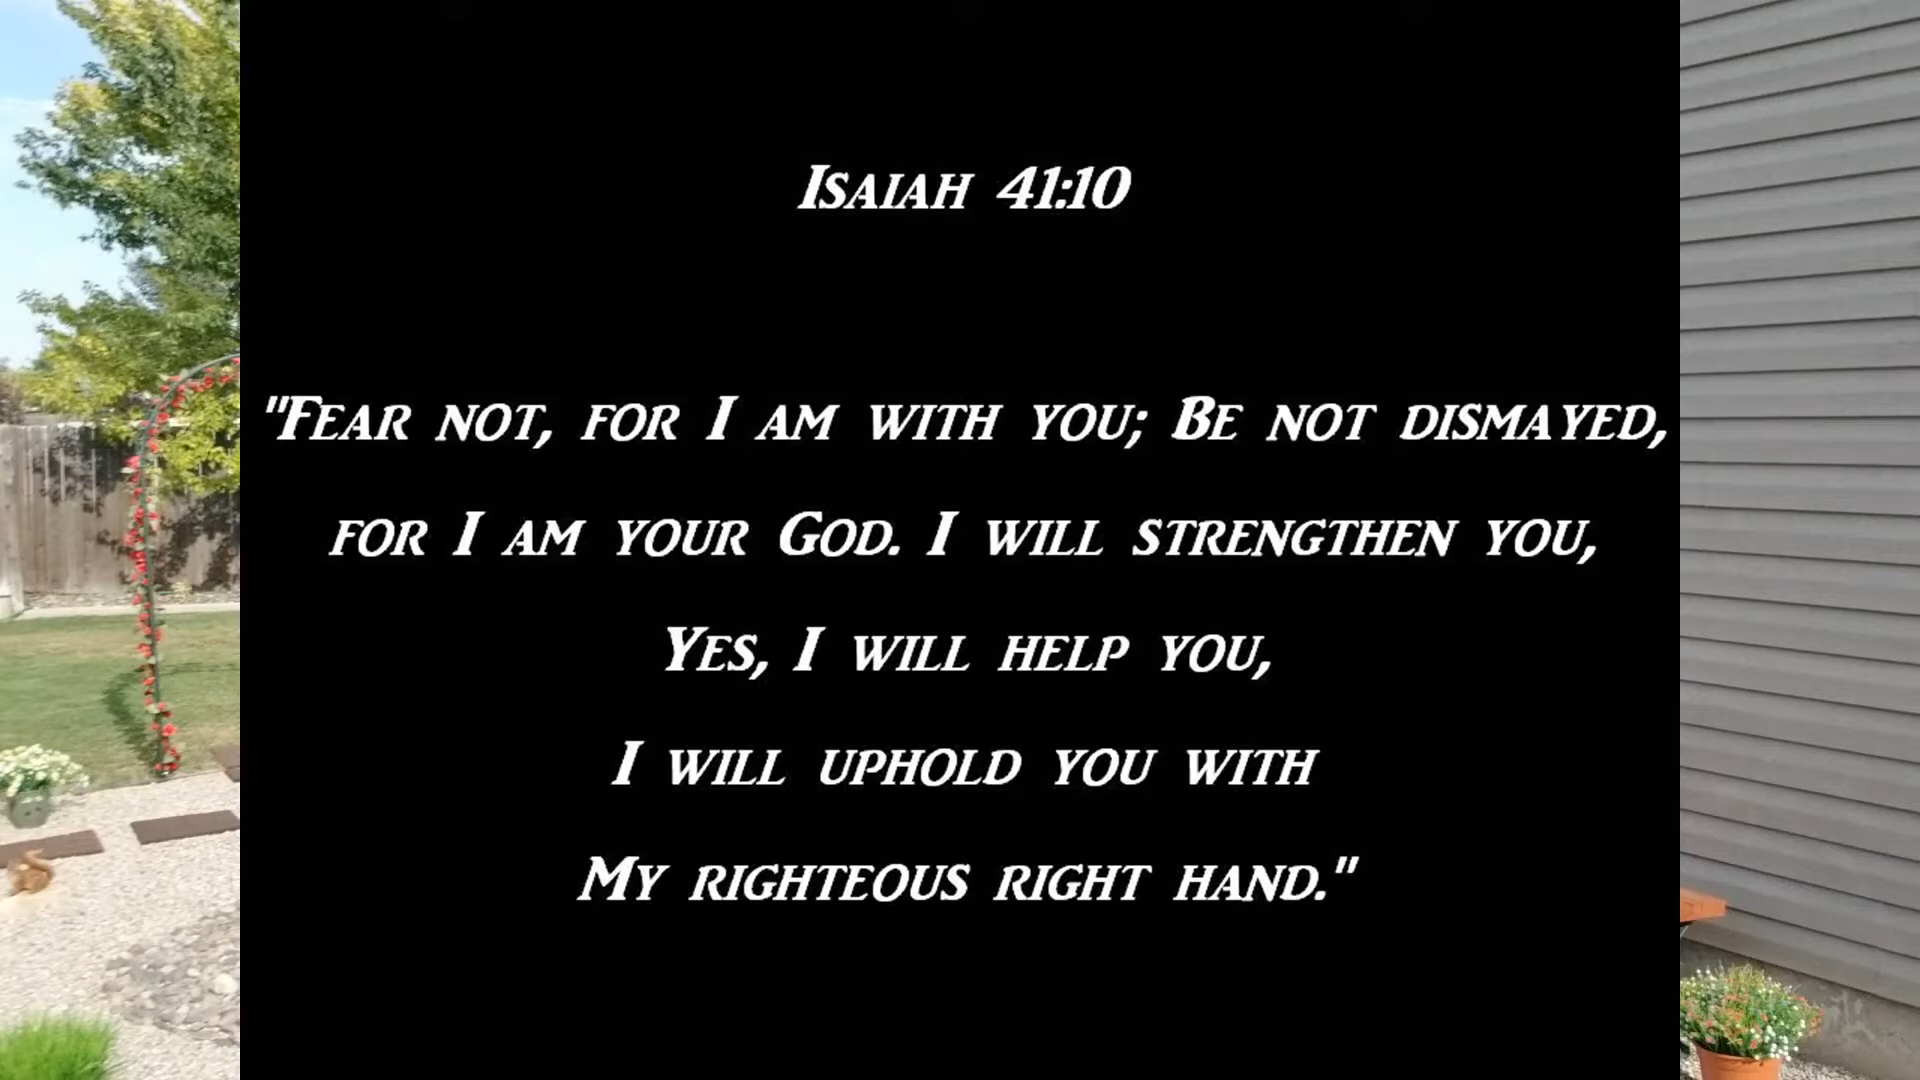 Isaiah 41:10
"Fear not, for I am with you; Be not dismayed,
for I am your God. I will strengthen you,
Yes, I will help you,
I will uphold you with
My righteous right hand."